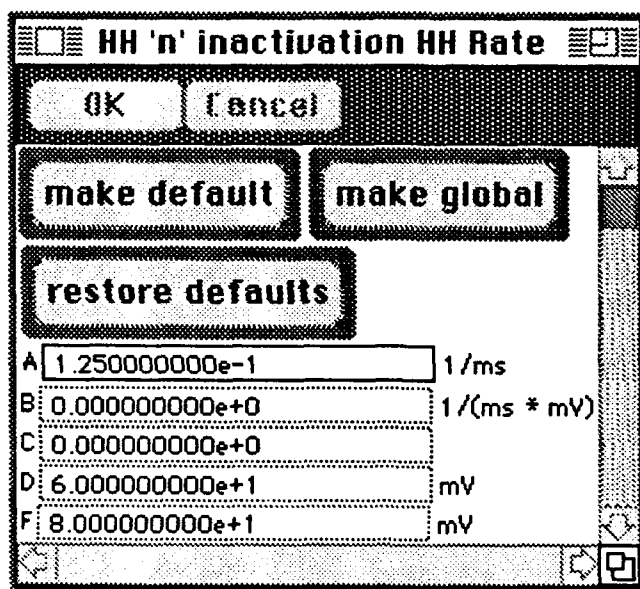 HH 'n' inactivation HH Rate
OK Cancel
make default make global
restore defaults
A 1.250000000e-1 1/ms
B 0.000000000e+0 1/(ms * mV)
C 0.000000000e+0
D 6.000000000e+1 mV
F 8.000000000e+1 mV